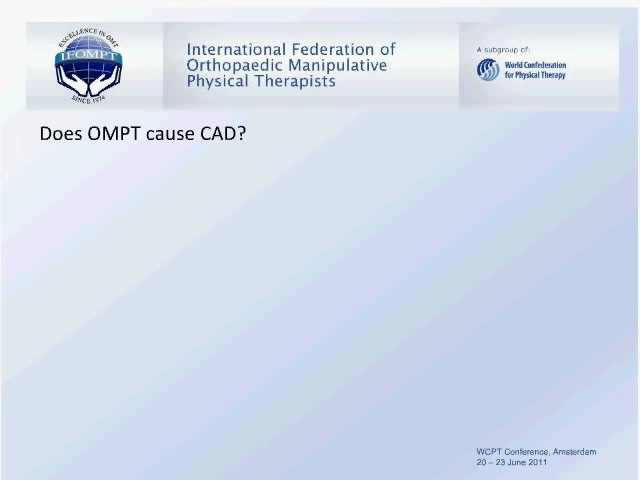 EXCELLENCE IN OMT
IFOMPT
SINCE 1974
International Federation of
Orthopaedic Manipulative
Physical Therapists
A subgroup of:
World Confederation
for Physical Therapy
Does OMPT cause CAD?
WCPT Conference, Amsterdam
20 – 23 June 2011